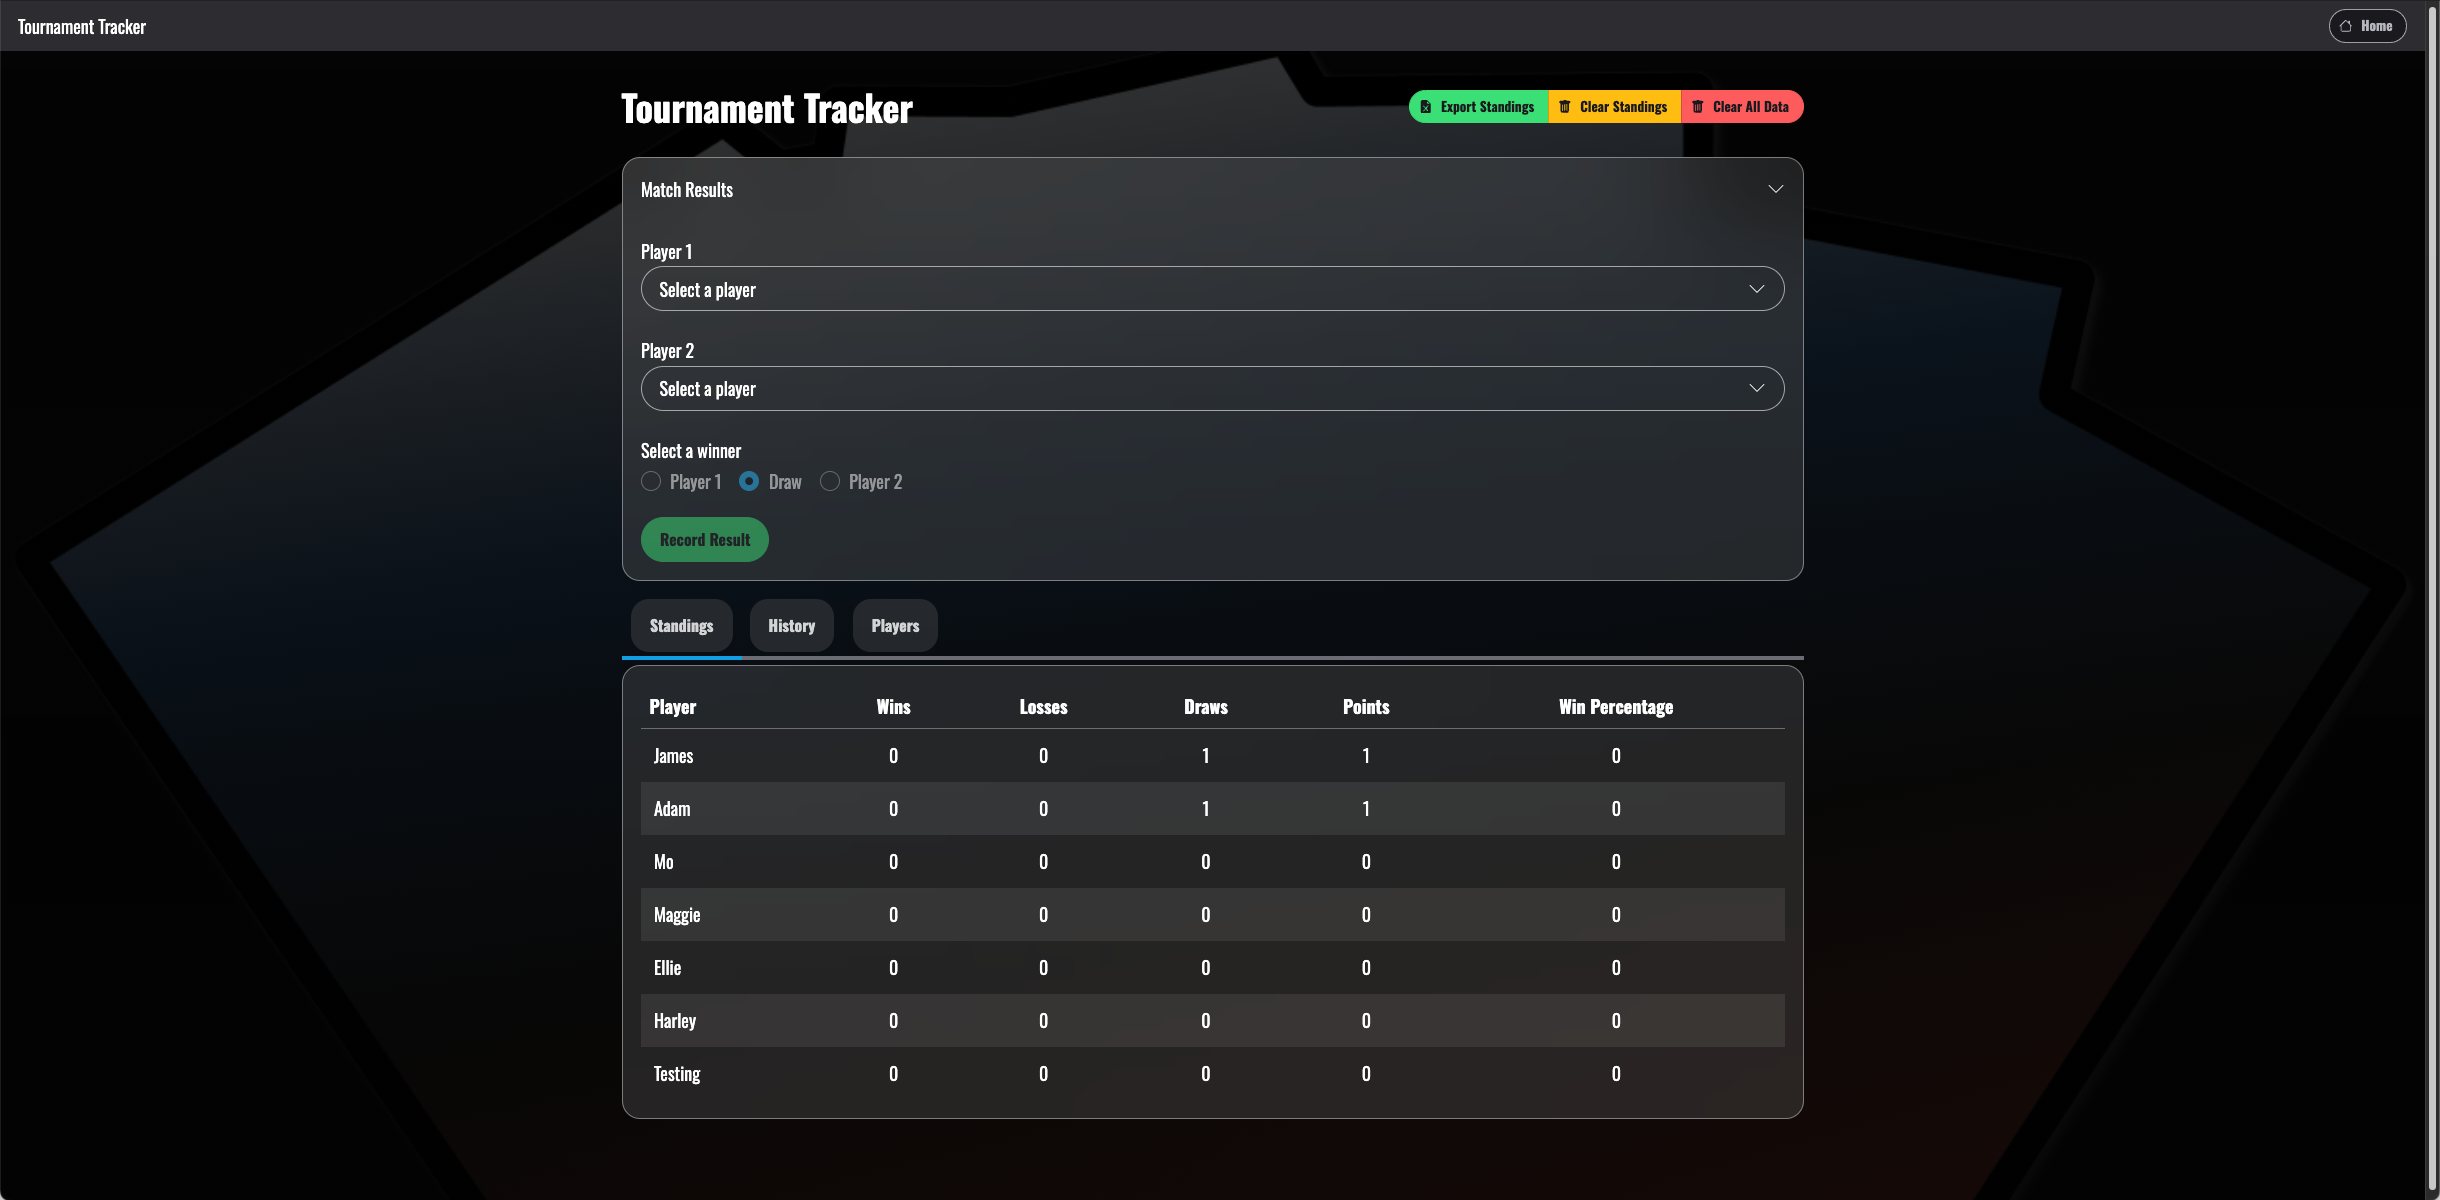 Tournament Tracker
Home
Tournament Tracker
Export Standings
Clear Standings
Clear All Data
Match Results
Player 1
Select a player
Player 2
Select a player
Select a winner
Player 1 Draw Player 2
Record Result
Standings History Players
Player Wins Losses Draws Points Win Percentage
James 0 0 1 1 0
Adam 0 0 1 1 0
Mo 0 0 0 0 0
Maggie 0 0 0 0 0
Ellie 0 0 0 0 0
Harley 0 0 0 0 0
Testing 0 0 0 0 0